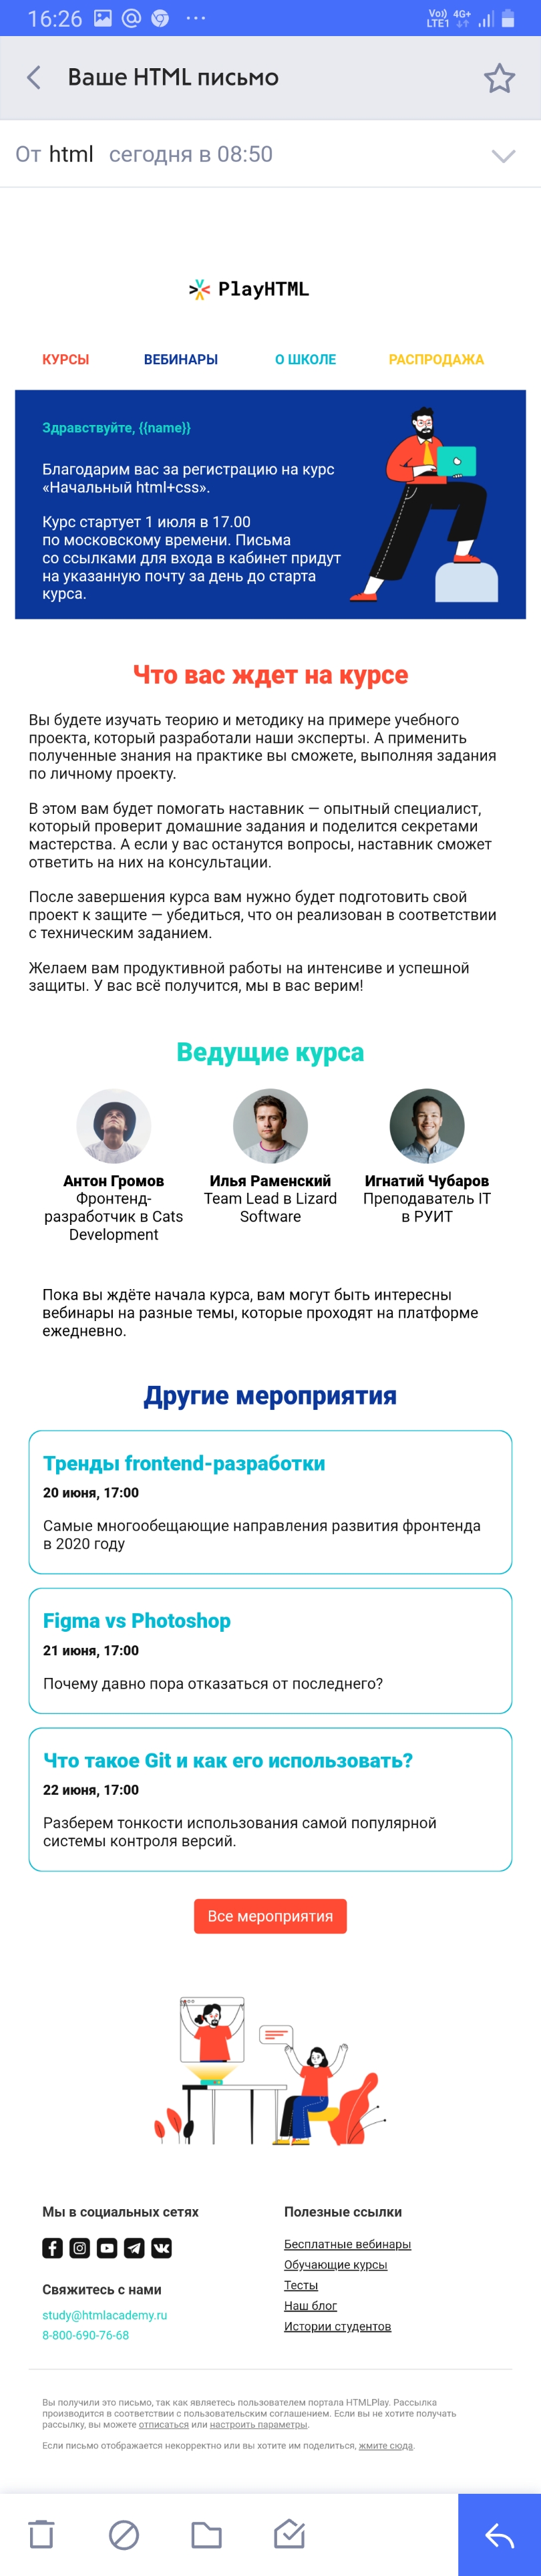 16:26
Vo)) 4G+
LTE1
Ваше HTML письмо
От html сегодня в 08:50
PlayHTML
КУРСЫ ВЕБИНАРЫ О ШКОЛЕ РАСПРОДАЖА
Здравствуйте, {{name}}
Благодарим вас за регистрацию на курс
«Начальный html+css».
Курс стартует 1 июля в 17.00
по московскому времени. Письма
со ссылками для входа в кабинет придут
на указанную почту за день до старта
курса.
Что вас ждет на курсе
Вы будете изучать теорию и методику на примере учебного
проекта, который разработали наши эксперты. А применить
полученные знания на практике вы сможете, выполняя задания
по личному проекту.
В этом вам будет помогать наставник — опытный специалист,
который проверит домашние задания и поделится секретами
мастерства. А если у вас останутся вопросы, наставник сможет
ответить на них на консультации.
После завершения курса вам нужно будет подготовить свой
проект к защите — убедиться, что он реализован в соответствии
с техническим заданием.
Желаем вам продуктивной работы на интенсиве и успешной
защиты. У вас всё получится, мы в вас верим!
Ведущие курса
Антон Громов
Фронтенд-
разработчик в Cats
Development
Илья Раменский
Team Lead в Lizard
Software
Игнатий Чубаров
Преподаватель IT
в РУИТ
Пока вы ждёте начала курса, вам могут быть интересны
вебинары на разные темы, которые проходят на платформе
ежедневно.
Другие мероприятия
Тренды frontend-разработки
20 июня, 17:00
Самые многообещающие направления развития фронтенда
в 2020 году
Figma vs Photoshop
21 июня, 17:00
Почему давно пора отказаться от последнего?
Что такое Git и как его использовать?
22 июня, 17:00
Разберем тонкости использования самой популярной
системы контроля версий.
Все мероприятия
Мы в социальных сетях
Свяжитесь с нами
study@htmlacademy.ru
8-800-690-76-68
Полезные ссылки
Бесплатные вебинары
Обучающие курсы
Тесты
Наш блог
Истории студентов
Вы получили это письмо, так как являетесь пользователем портала HTMLPlay. Рассылка
производится в соответствии с пользовательским соглашением. Если вы не хотите получать
рассылку, вы можете отписаться или настроить параметры.
Если письмо отображается некорректно или вы хотите им поделиться, жмите сюда.